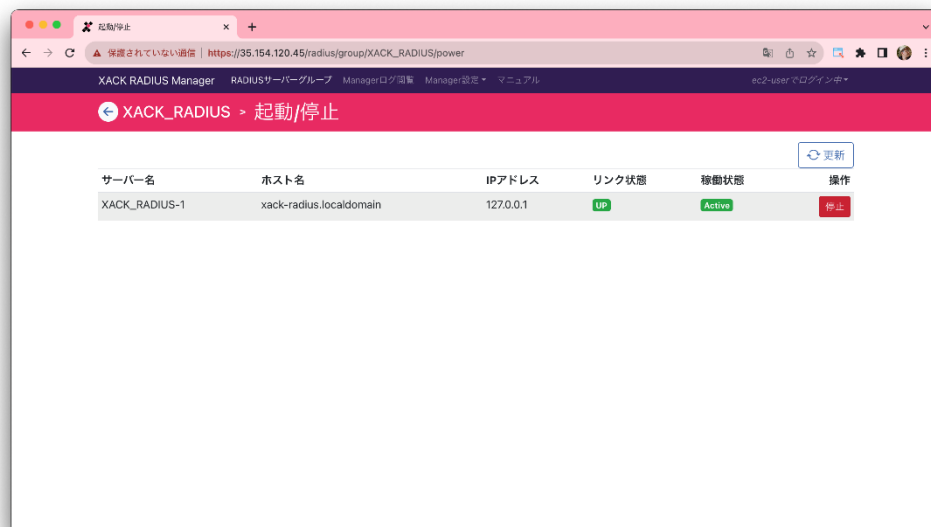 起動/停止
保護されていない通信 | https://35.154.120.45/radius/group/XACK_RADIUS/power
XACK RADIUS Manager RADIUSサーバーグループ Managerログ閲覧 Manager設定 マニュアル ec2-userでログイン中
XACK_RADIUS > 起動/停止
更新
サーバー名 ホスト名 IPアドレス リンク状態 稼働状態 操作
XACK_RADIUS-1 xack-radius.localdomain 127.0.0.1 UP Active 停止